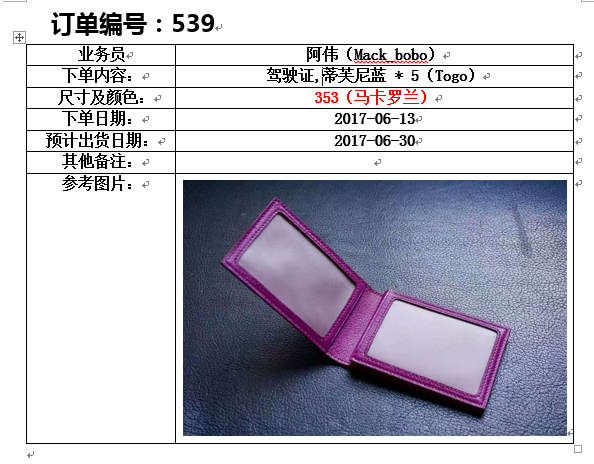 订单编号：539
业务员 阿伟（Mack_bobo）
下单内容： 驾驶证,蒂芙尼蓝 * 5（Togo）
尺寸及颜色： 353（马卡罗兰）
下单日期： 2017-06-13
预计出货日期： 2017-06-30
其他备注：
参考图片：